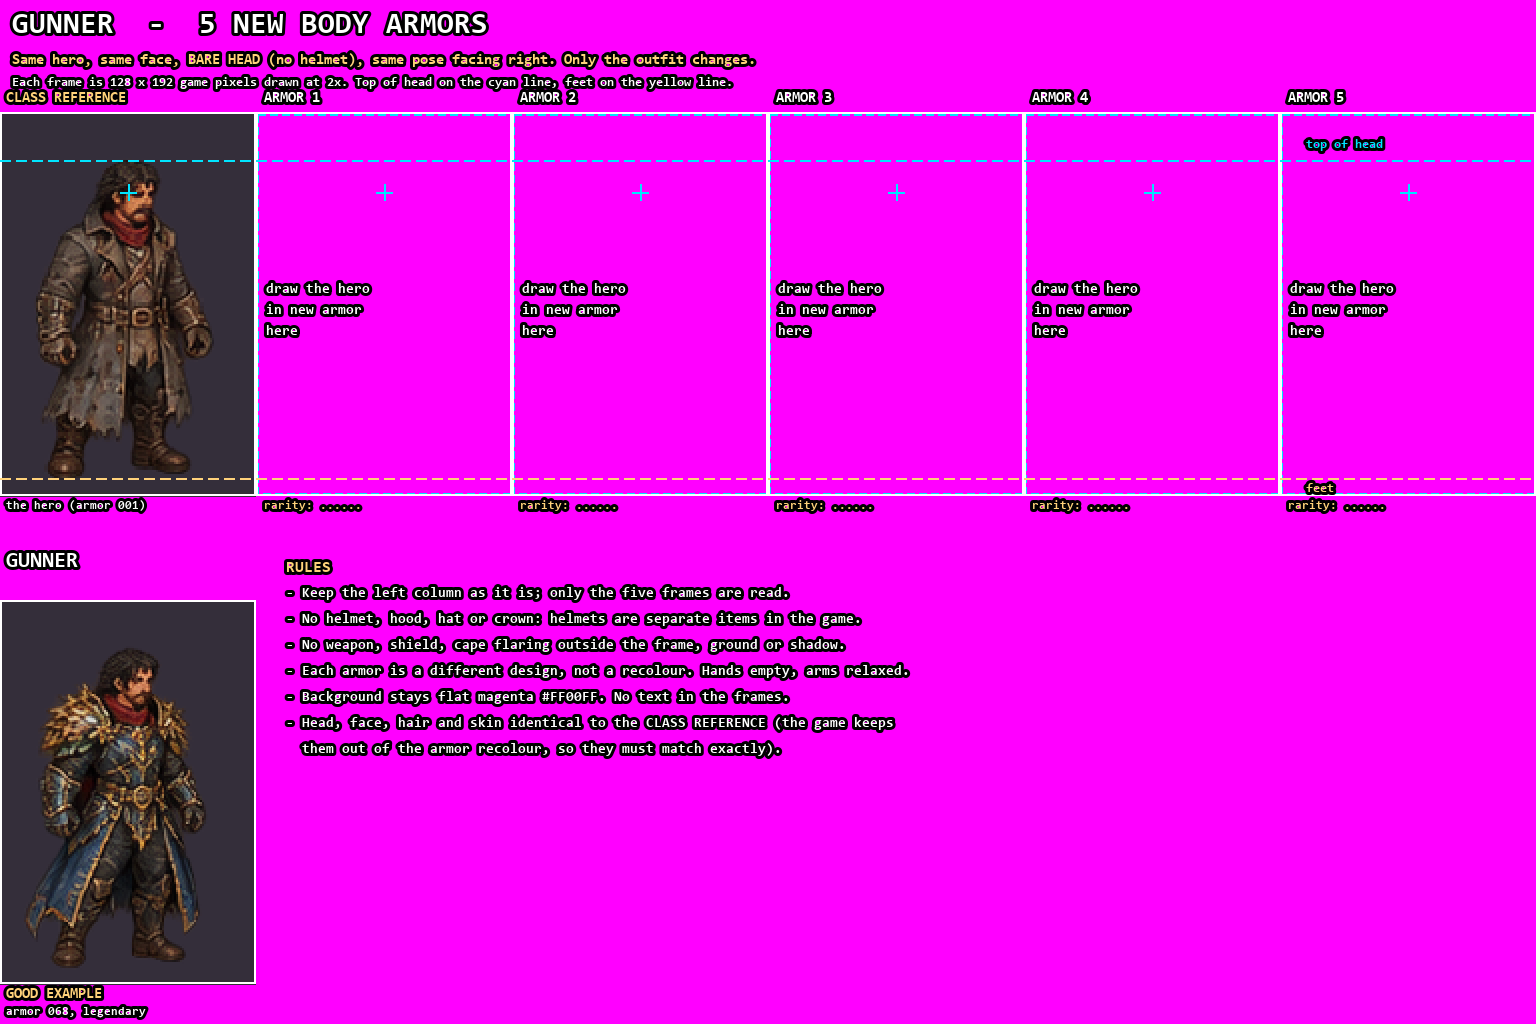 GUNNER - 5 NEW BODY ARMORS
Same hero, same face, BARE HEAD (no helmet), same pose facing right. Only the outfit changes.
Each frame is 128 x 192 game pixels drawn at 2x. Top of head on the cyan line, feet on the yellow line.
CLASS REFERENCE
ARMOR 1
ARMOR 2
ARMOR 3
ARMOR 4
ARMOR 5
top of head
draw the hero
in new armor
here
draw the hero
in new armor
here
draw the hero
in new armor
here
draw the hero
in new armor
here
draw the hero
in new armor
here
feet
the hero (armor 001)
rarity: ......
rarity: ......
rarity: ......
rarity: ......
rarity: ......
GUNNER
RULES
- Keep the left column as it is; only the five frames are read.
- No helmet, hood, hat or crown: helmets are separate items in the game.
- No weapon, shield, cape flaring outside the frame, ground or shadow.
- Each armor is a different design, not a recolour. Hands empty, arms relaxed.
- Background stays flat magenta #FF00FF. No text in the frames.
- Head, face, hair and skin identical to the CLASS REFERENCE (the game keeps
them out of the armor recolour, so they must match exactly).
GOOD EXAMPLE
armor 068, legendary